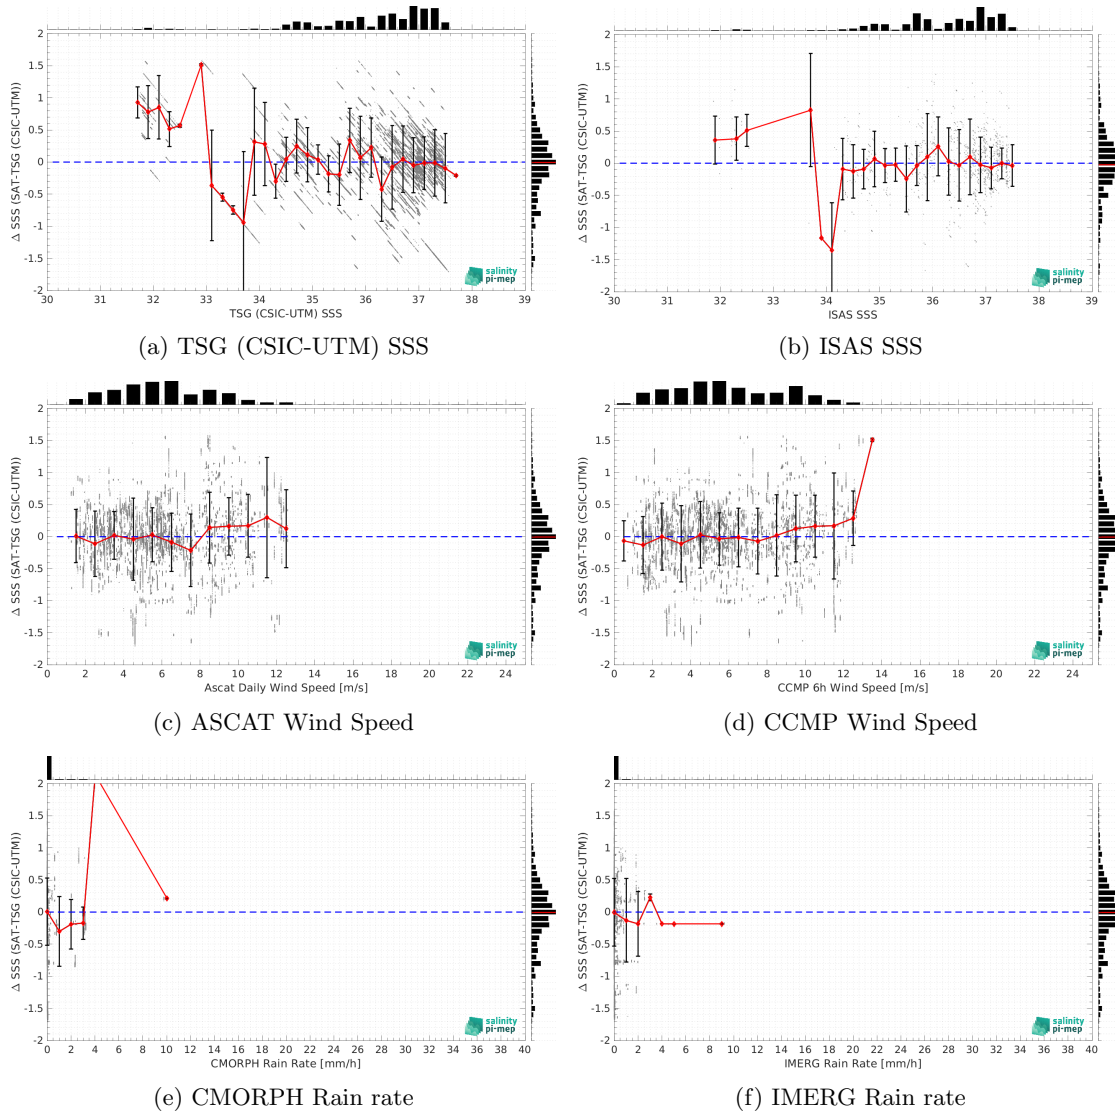 2
1.5
1
0.5
0
-0.5
-1
-1.5
-2
Δ SSS (SAT-TSG (CSIC-UTM))
30 31 32 33 34 35 36 37 38 39
TSG (CSIC-UTM) SSS
salinity
pi-mep
(a) TSG (CSIC-UTM) SSS
2
1.5
1
0.5
0
-0.5
-1
-1.5
-2
Δ SSS (SAT-TSG (CSIC-UTM))
30 31 32 33 34 35 36 37 38 39
ISAS SSS
salinity
pi-mep
(b) ISAS SSS
2
1.5
1
0.5
0
-0.5
-1
-1.5
-2
Δ SSS (SAT-TSG (CSIC-UTM))
0 2 4 6 8 10 12 14 16 18 20 22 24
Ascat Daily Wind Speed [m/s]
salinity
pi-mep
(c) ASCAT Wind Speed
2
1.5
1
0.5
0
-0.5
-1
-1.5
-2
Δ SSS (SAT-TSG (CSIC-UTM))
0 2 4 6 8 10 12 14 16 18 20 22 24
CCMP 6h Wind Speed [m/s]
salinity
pi-mep
(d) CCMP Wind Speed
2
1.5
1
0.5
0
-0.5
-1
-1.5
-2
Δ SSS (SAT-TSG (CSIC-UTM))
0 2 4 6 8 10 12 14 16 18 20 22 24 26 28 30 32 34 36 38 40
CMORPH Rain Rate [mm/h]
salinity
pi-mep
(e) CMORPH Rain rate
2
1.5
1
0.5
0
-0.5
-1
-1.5
-2
Δ SSS (SAT-TSG (CSIC-UTM))
0 2 4 6 8 10 12 14 16 18 20 22 24 26 28 30 32 34 36 38 40
IMERG Rain Rate [mm/h]
salinity
pi-mep
(f) IMERG Rain rate